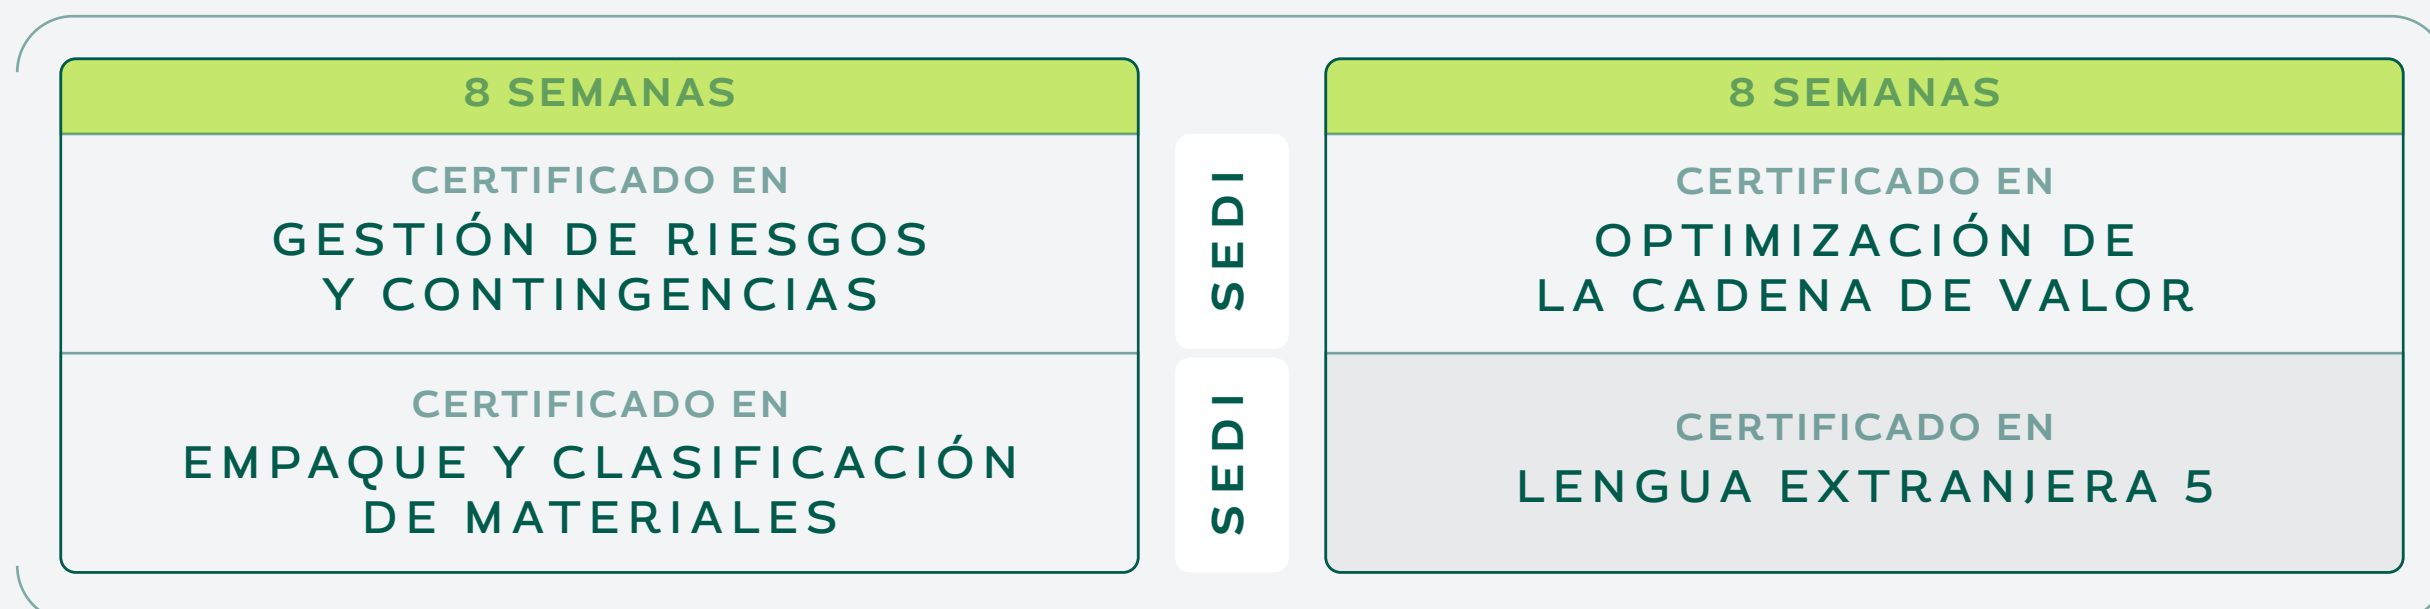 8 SEMANAS
CERTIFICADO EN
GESTIÓN DE RIESGOS
Y CONTINGENCIAS
CERTIFICADO EN
EMPAQUE Y CLASIFICACIÓN
DE MATERIALES
SEDI
SEDI
8 SEMANAS
CERTIFICADO EN
OPTIMIZACIÓN DE
LA CADENA DE VALOR
CERTIFICADO EN
LENGUA EXTRANJERA 5